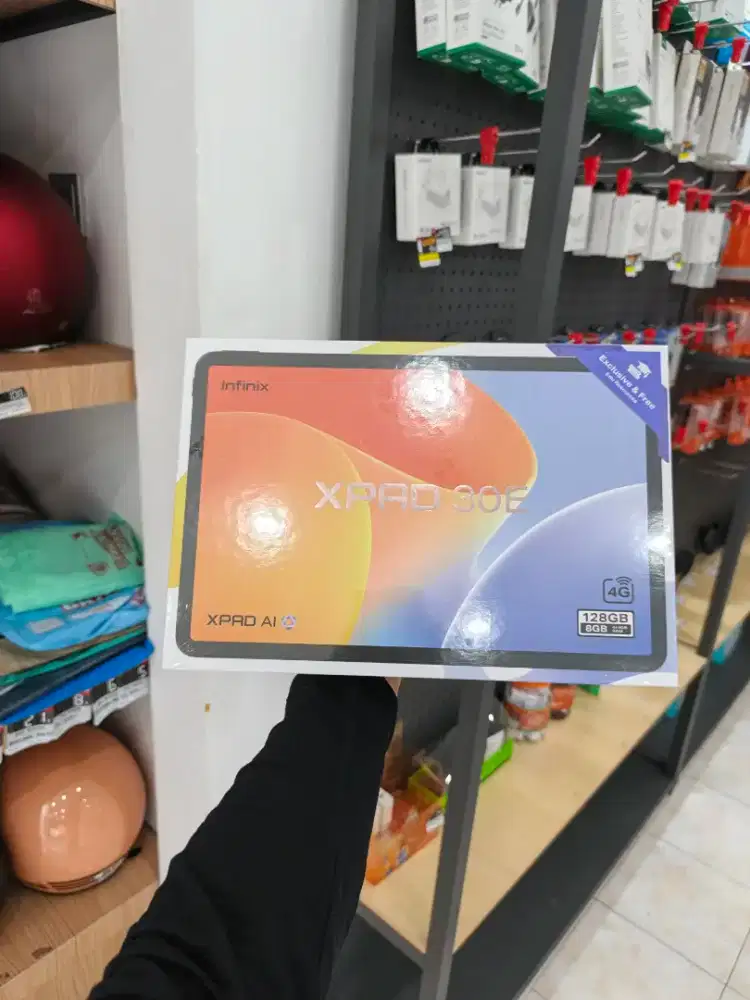 Infinix
Exclusive & Free
XPAD 30E
4G
XPAD AI
128GB
8GB